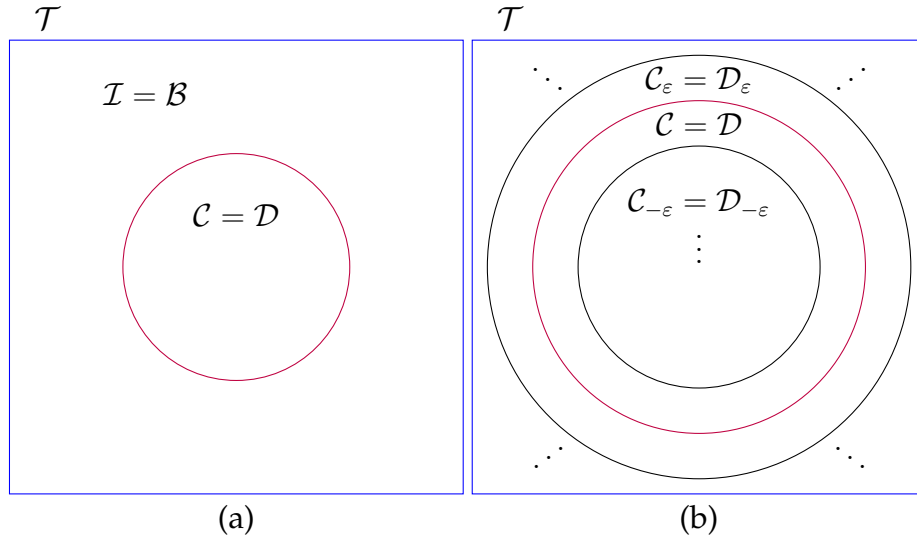 𝒯
ℐ = ℬ
𝒞 = 𝒟
(a)
𝒯
𝒞_ε = 𝒟_ε
𝒞 = 𝒟
𝒞_{−ε} = 𝒟_{−ε}
(b)